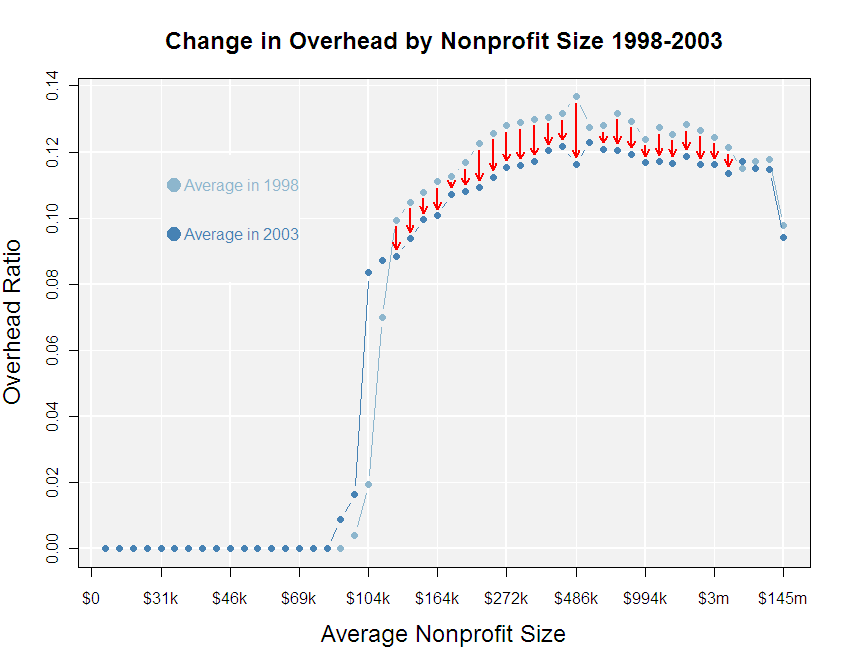 Change in Overhead by Nonprofit Size 1998-2003
Overhead Ratio
0.14
0.12
0.10
0.08
0.06
0.04
0.02
0.00
Average in 1998
Average in 2003
$0 $31k $46k $69k $104k $164k $272k $486k $994k $3m $145m
Average Nonprofit Size